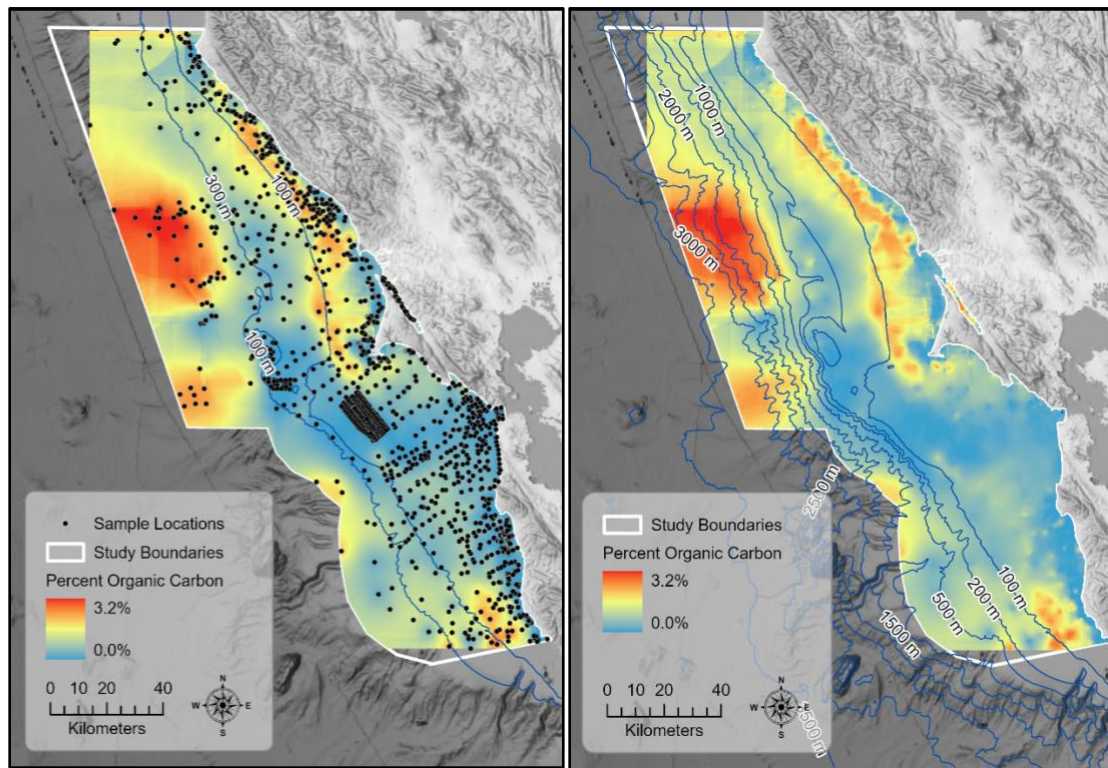 300 m
100 m
100 m
Sample Locations
Study Boundaries
Percent Organic Carbon
3.2%
0.0%
0 10 20 40
Kilometers
N
W E
S
1000 m
2000 m
3000 m
2500 m
100 m
200 m
500 m
1500 m
Study Boundaries
Percent Organic Carbon
3.2%
0.0%
0 10 20 40
Kilometers
N
W E
S